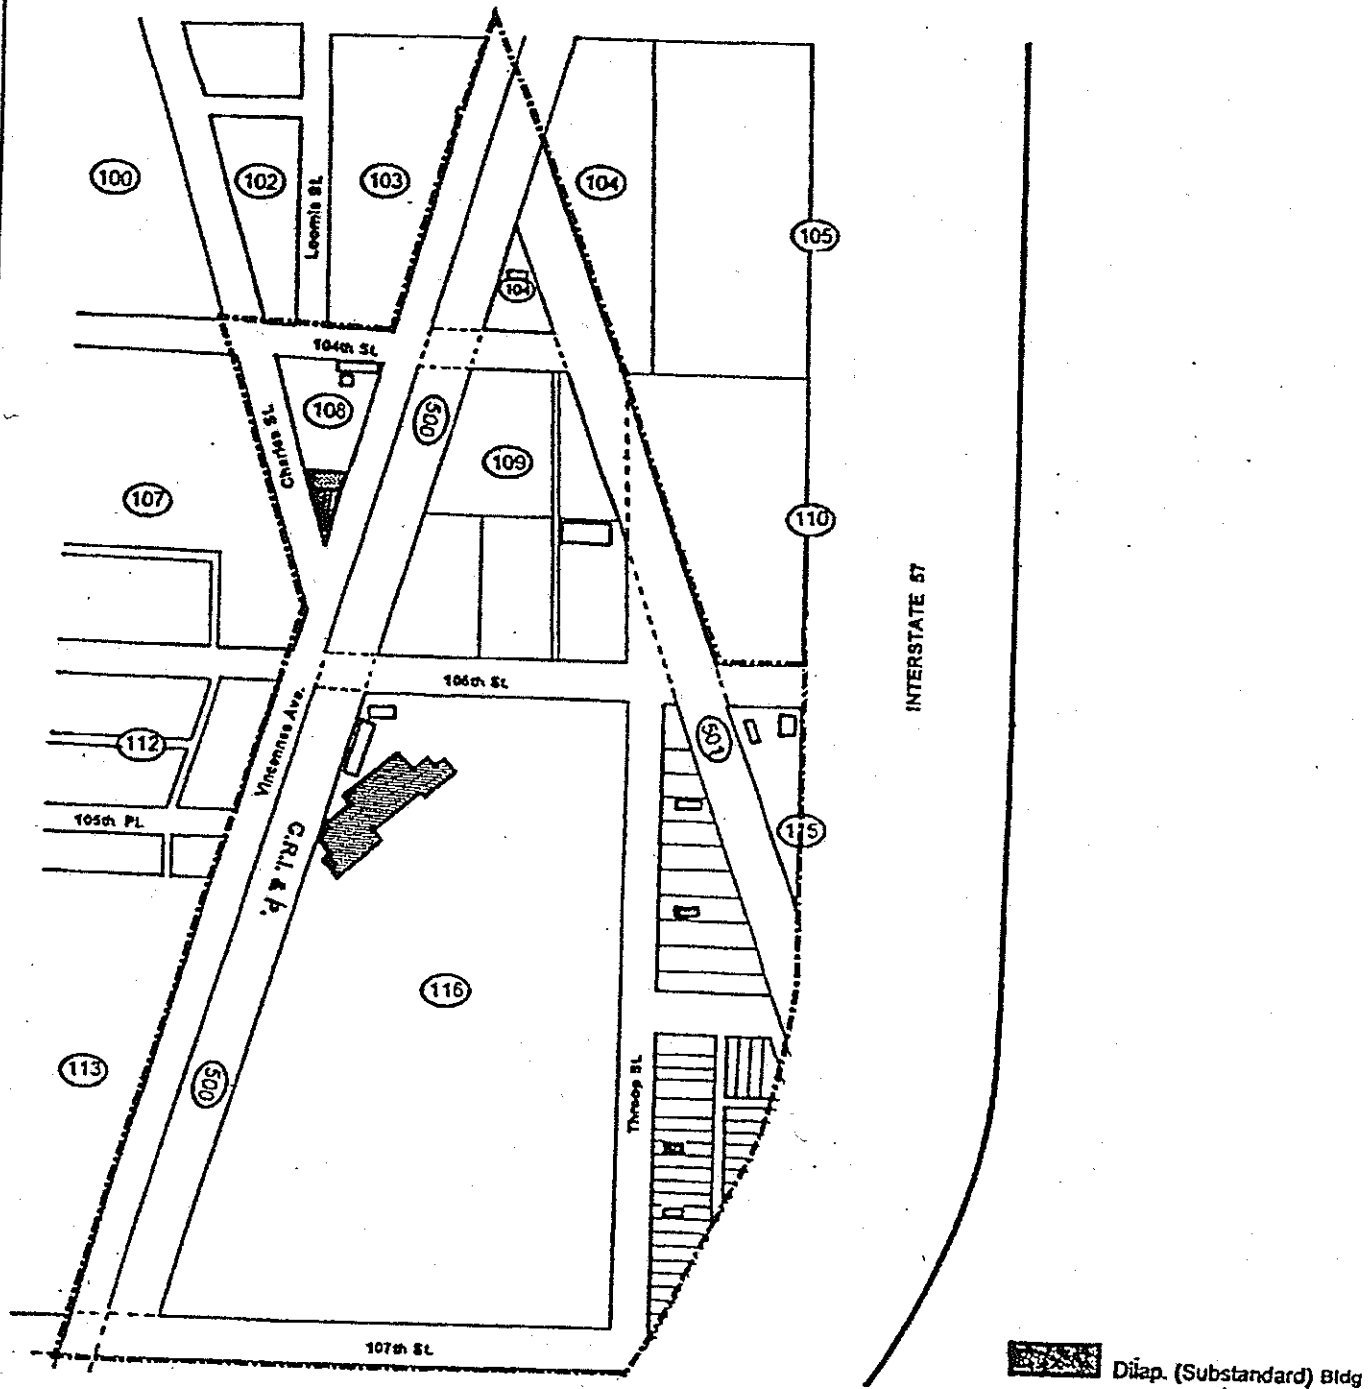 100
102
Loomis St.
103
104
105
104
104th St.
108
500
Charles St.
109
107
110
INTERSTATE 57
106th St.
Vincennes Ave.
501
112
105th Pl.
115
C.R.I. & P.
116
113
500
Throop St.
107th St.
Dilap. (Substandard) Bldg